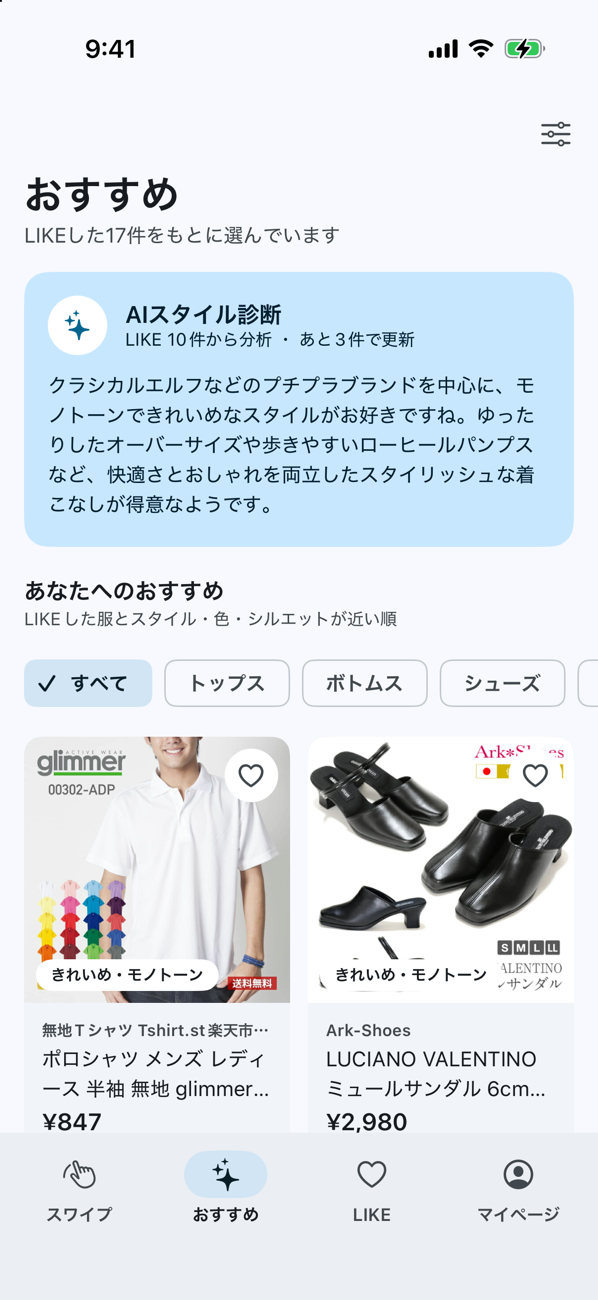 9:41
おすすめ
LIKEした17件をもとに選んでいます
AIスタイル診断
LIKE 10件から分析 ・ あと3件で更新
クラシカルエルフなどのプチプラブランドを中心に、モ
ノトーンできれいめなスタイルがお好きですね。ゆった
りしたオーバーサイズや歩きやすいローヒールパンプス
など、快適さとおしゃれを両立したスタイリッシュな着
こなしが得意なようです。
あなたへのおすすめ
LIKEした服とスタイル・色・シルエットが近い順
すべて
トップス
ボトムス
シューズ
ACTIVE WEAR
glimmer
00302-ADP
きれいめ・モノトーン
送料無料
無地Tシャツ Tshirt.st 楽天市…
ポロシャツ メンズ レディ
ース 半袖 無地 glimmer...
¥847
S M L LL
きれいめ・モノトーン
ALENTINO
サンダル
Ark-Shoes
LUCIANO VALENTINO
ミュールサンダル 6cm...
¥2,980
スワイプ
おすすめ
LIKE
マイページ